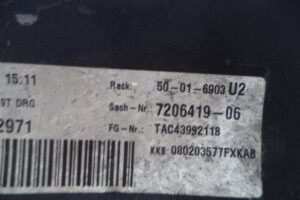 15:11
Rack. 50-01-6903 U2
ST DRG
Sach-Nr.: 7206419-06
2971
FG-Nr.: TAC43992118
KKB: 080203577FXKAB